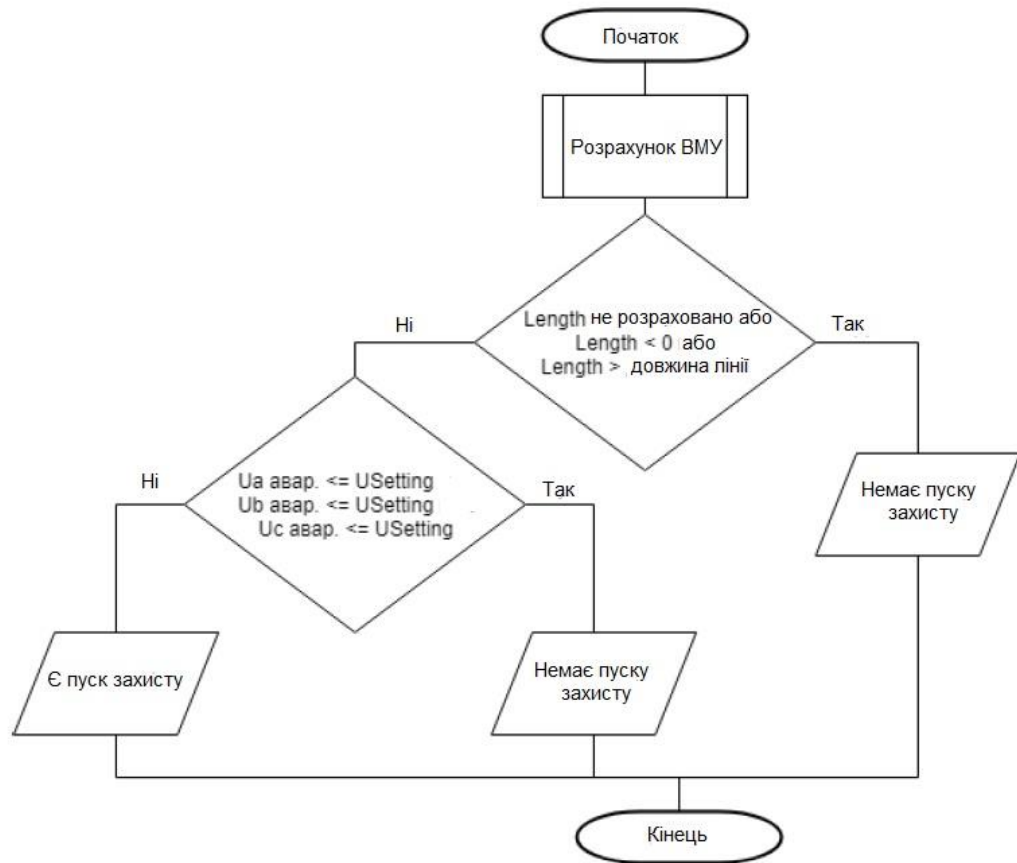 Початок
Розрахунок ВМУ
Length не розраховано або
Length < 0 або
Length > довжина лінії
Ні
Так
Ua авар. <= USetting
Ub авар. <= USetting
Uc авар. <= USetting
Ні
Так
Немає пуску
захисту
Є пуск захисту
Немає пуску
захисту
Кінець